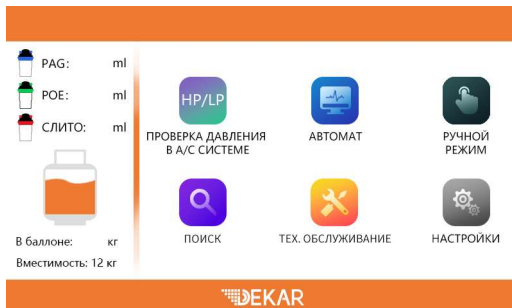 PAG: ml
POE: ml
СЛИТО: ml
В баллоне: кг
Вместимость: 12 кг
HP/LP
ПРОВЕРКА ДАВЛЕНИЯ
В А/С СИСТЕМЕ
АВТОМАТ
РУЧНОЙ
РЕЖИМ
ПОИСК
ТЕХ. ОБСЛУЖИВАНИЕ
НАСТРОЙКИ
DEKAR